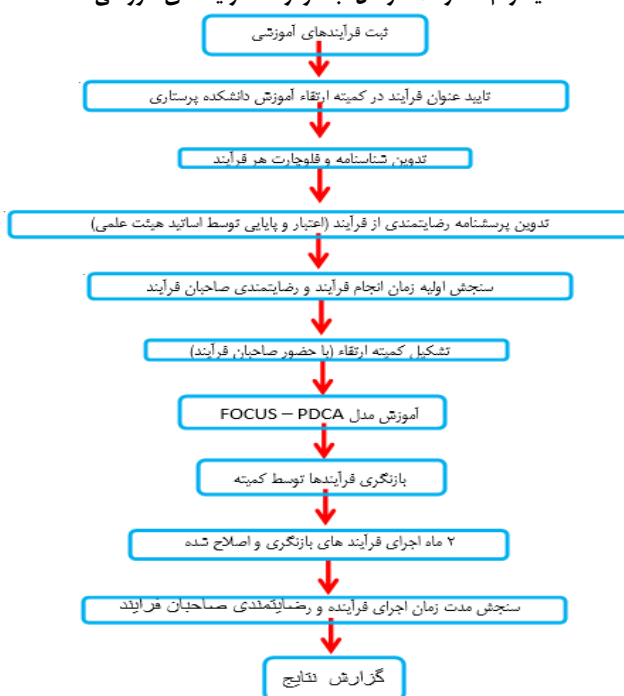 ثبت فرآیندهای آموزشی
تایید عنوان فرآیند در کمیته ارتقاء آموزش دانشکده پرستاری
تدوین شناسنامه و فلوچارت هر فرآیند
تدوین پرسشنامه رضایتمندی از فرآیند (اعتبار و پایایی توسط اساتید هیئت علمی)
سنجش اولیه زمان انجام فرآیند و رضایتمندی صاحبان فرآیند
تشکیل کمیته ارتقاء (با حضور صاحبان فرآیند)
آموزش مدل FOCUS – PDCA
بازنگری فرآیندها توسط کمیته
۲ ماه اجرای فرآیند های بازنگری و اصلاح شده
سنجش مدت زمان اجرای فرآینده و رضایتمندی صاحبان فرایند
گزارش نتایج